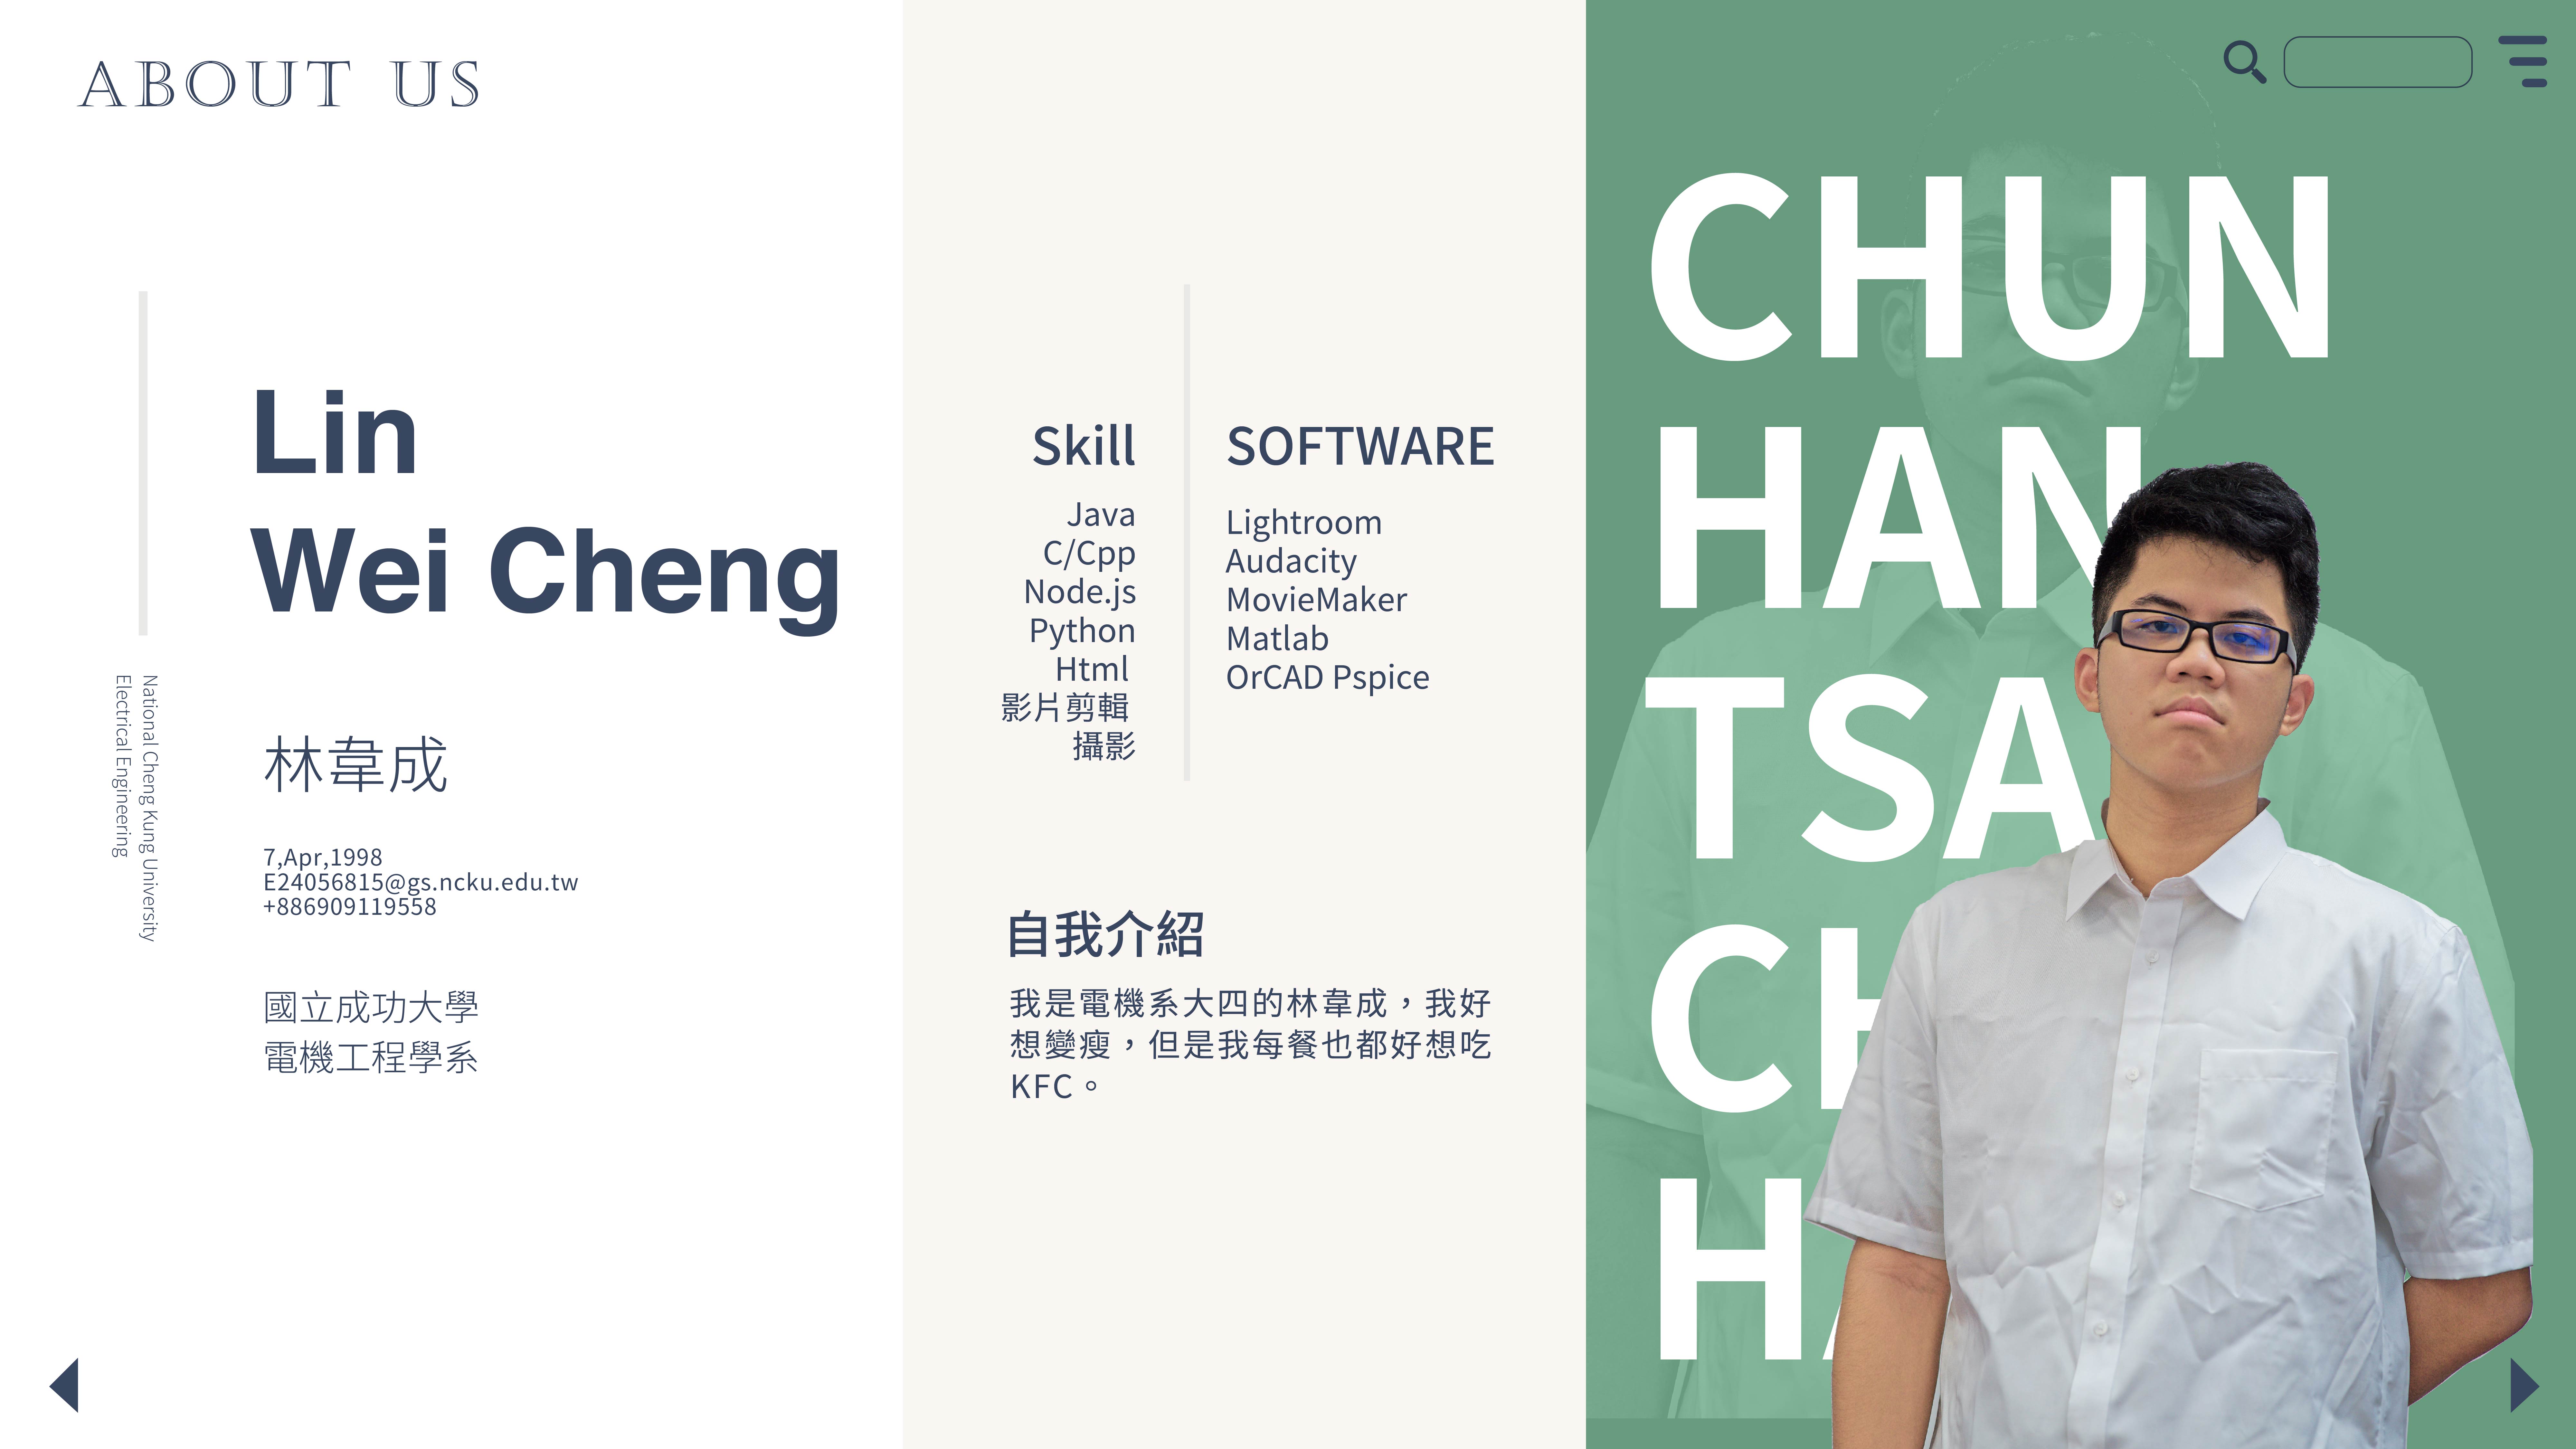 ABOUT US
Lin
Wei Cheng
National Cheng Kung University
Electrical Engineering
林韋成
7,Apr,1998
E24056815@gs.ncku.edu.tw
+886909119558
國立成功大學
電機工程學系
Skill
Java
C/Cpp
Node.js
Python
Html
影片剪輯
攝影
SOFTWARE
Lightroom
Audacity
MovieMaker
Matlab
OrCAD Pspice
自我介紹
我是電機系大四的林韋成，我好
想變瘦，但是我每餐也都好想吃
KFC。
CHUN
HAN
TSA